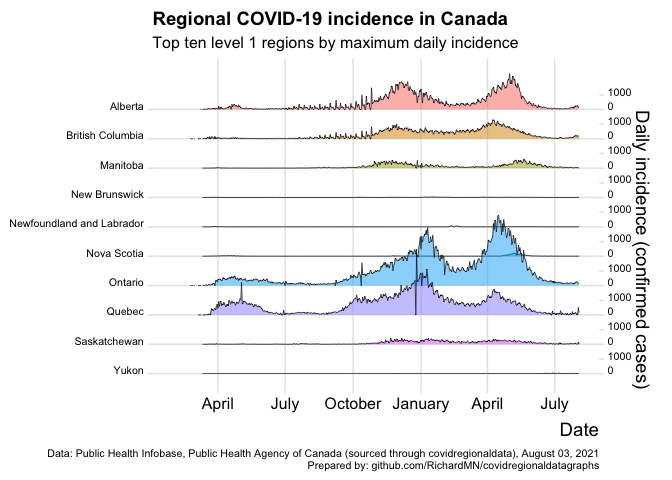 Regional COVID-19 incidence in Canada
Top ten level 1 regions by maximum daily incidence
Alberta
British Columbia
Manitoba
New Brunswick
Newfoundland and Labrador
Nova Scotia
Ontario
Quebec
Saskatchewan
Yukon
1000
0
1000
0
1000
0
1000
0
1000
0
1000
0
1000
0
1000
0
1000
0
1000
0
Daily incidence (confirmed cases)
April July October January April July
Date
Data: Public Health Infobase, Public Health Agency of Canada (sourced through covidregionaldata), August 03, 2021
Prepared by: github.com/RichardMN/covidregionaldatagraphs